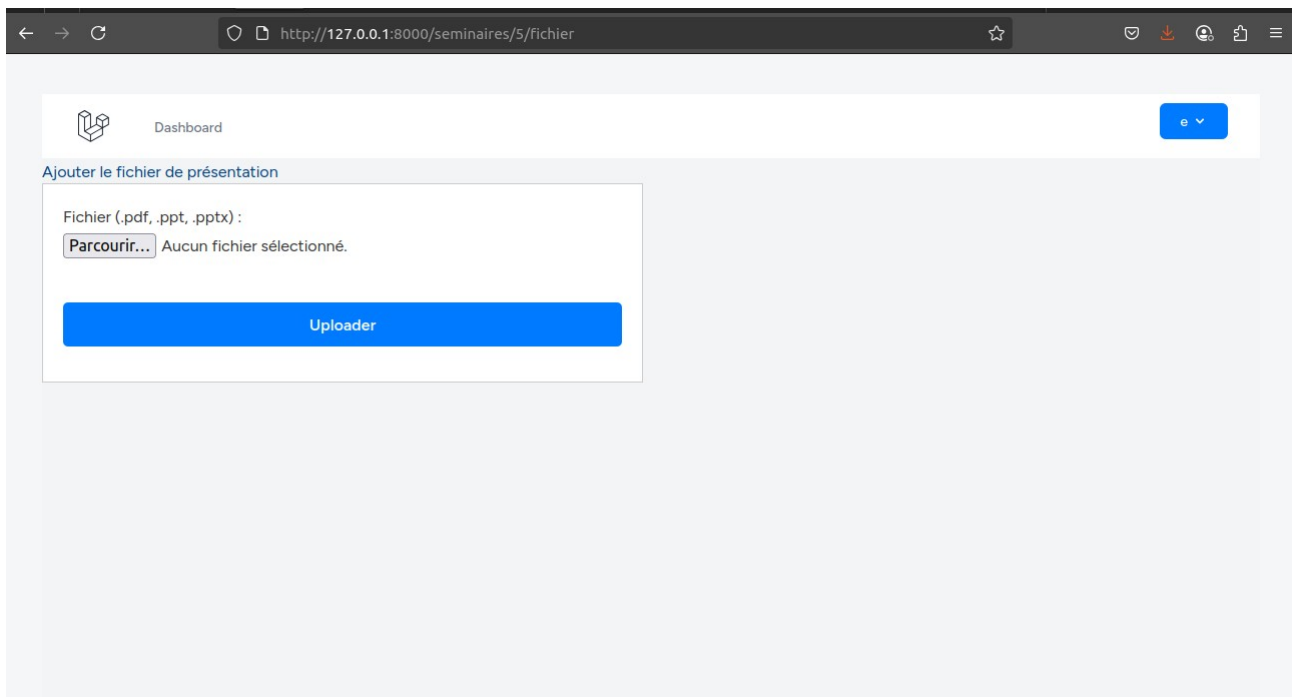 http://127.0.0.1:8000/seminaires/5/fichier
Dashboard
e
Ajouter le fichier de présentation
Fichier (.pdf, .ppt, .pptx) :
Parcourir... Aucun fichier sélectionné.
Uploader